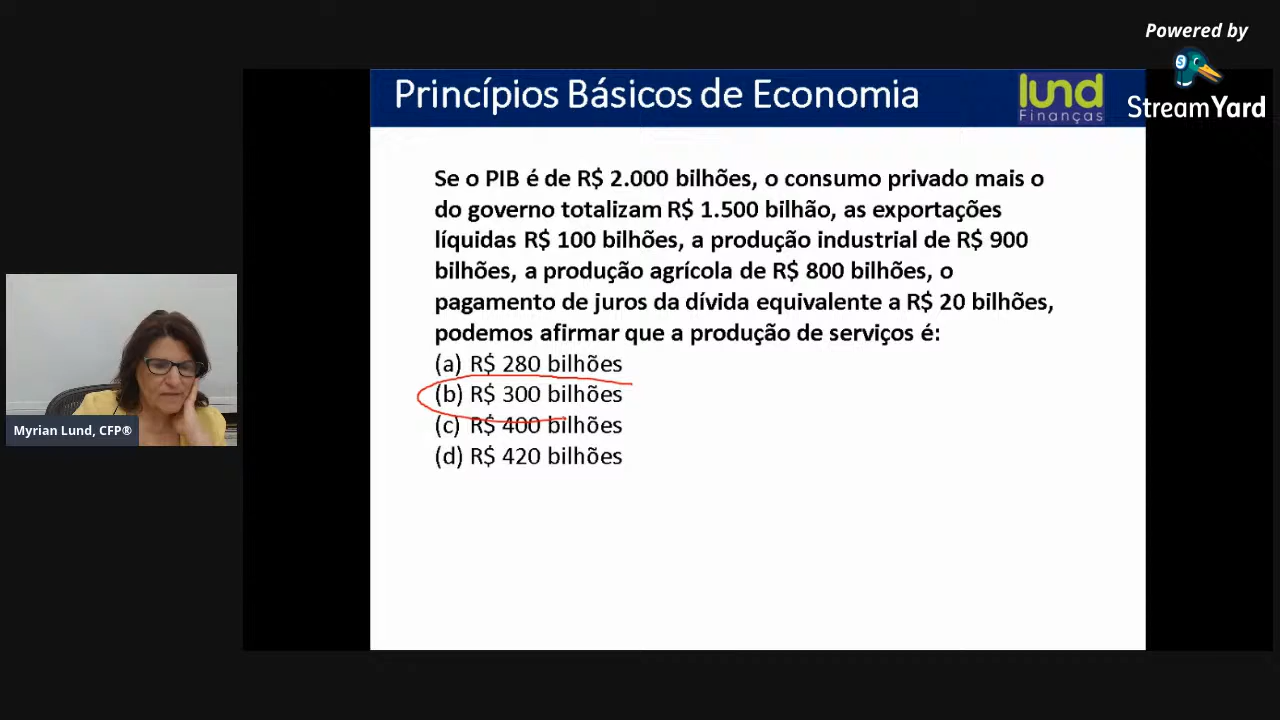 Powered by
StreamYard
Princípios Básicos de Economia
lund
Finanças
Se o PIB é de R$ 2.000 bilhões, o consumo privado mais o
do governo totalizam R$ 1.500 bilhão, as exportações
líquidas R$ 100 bilhões, a produção industrial de R$ 900
bilhões, a produção agrícola de R$ 800 bilhões, o
pagamento de juros da dívida equivalente a R$ 20 bilhões,
podemos afirmar que a produção de serviços é:
(a) R$ 280 bilhões
(b) R$ 300 bilhões
(c) R$ 400 bilhões
(d) R$ 420 bilhões
Myrian Lund, CFP®